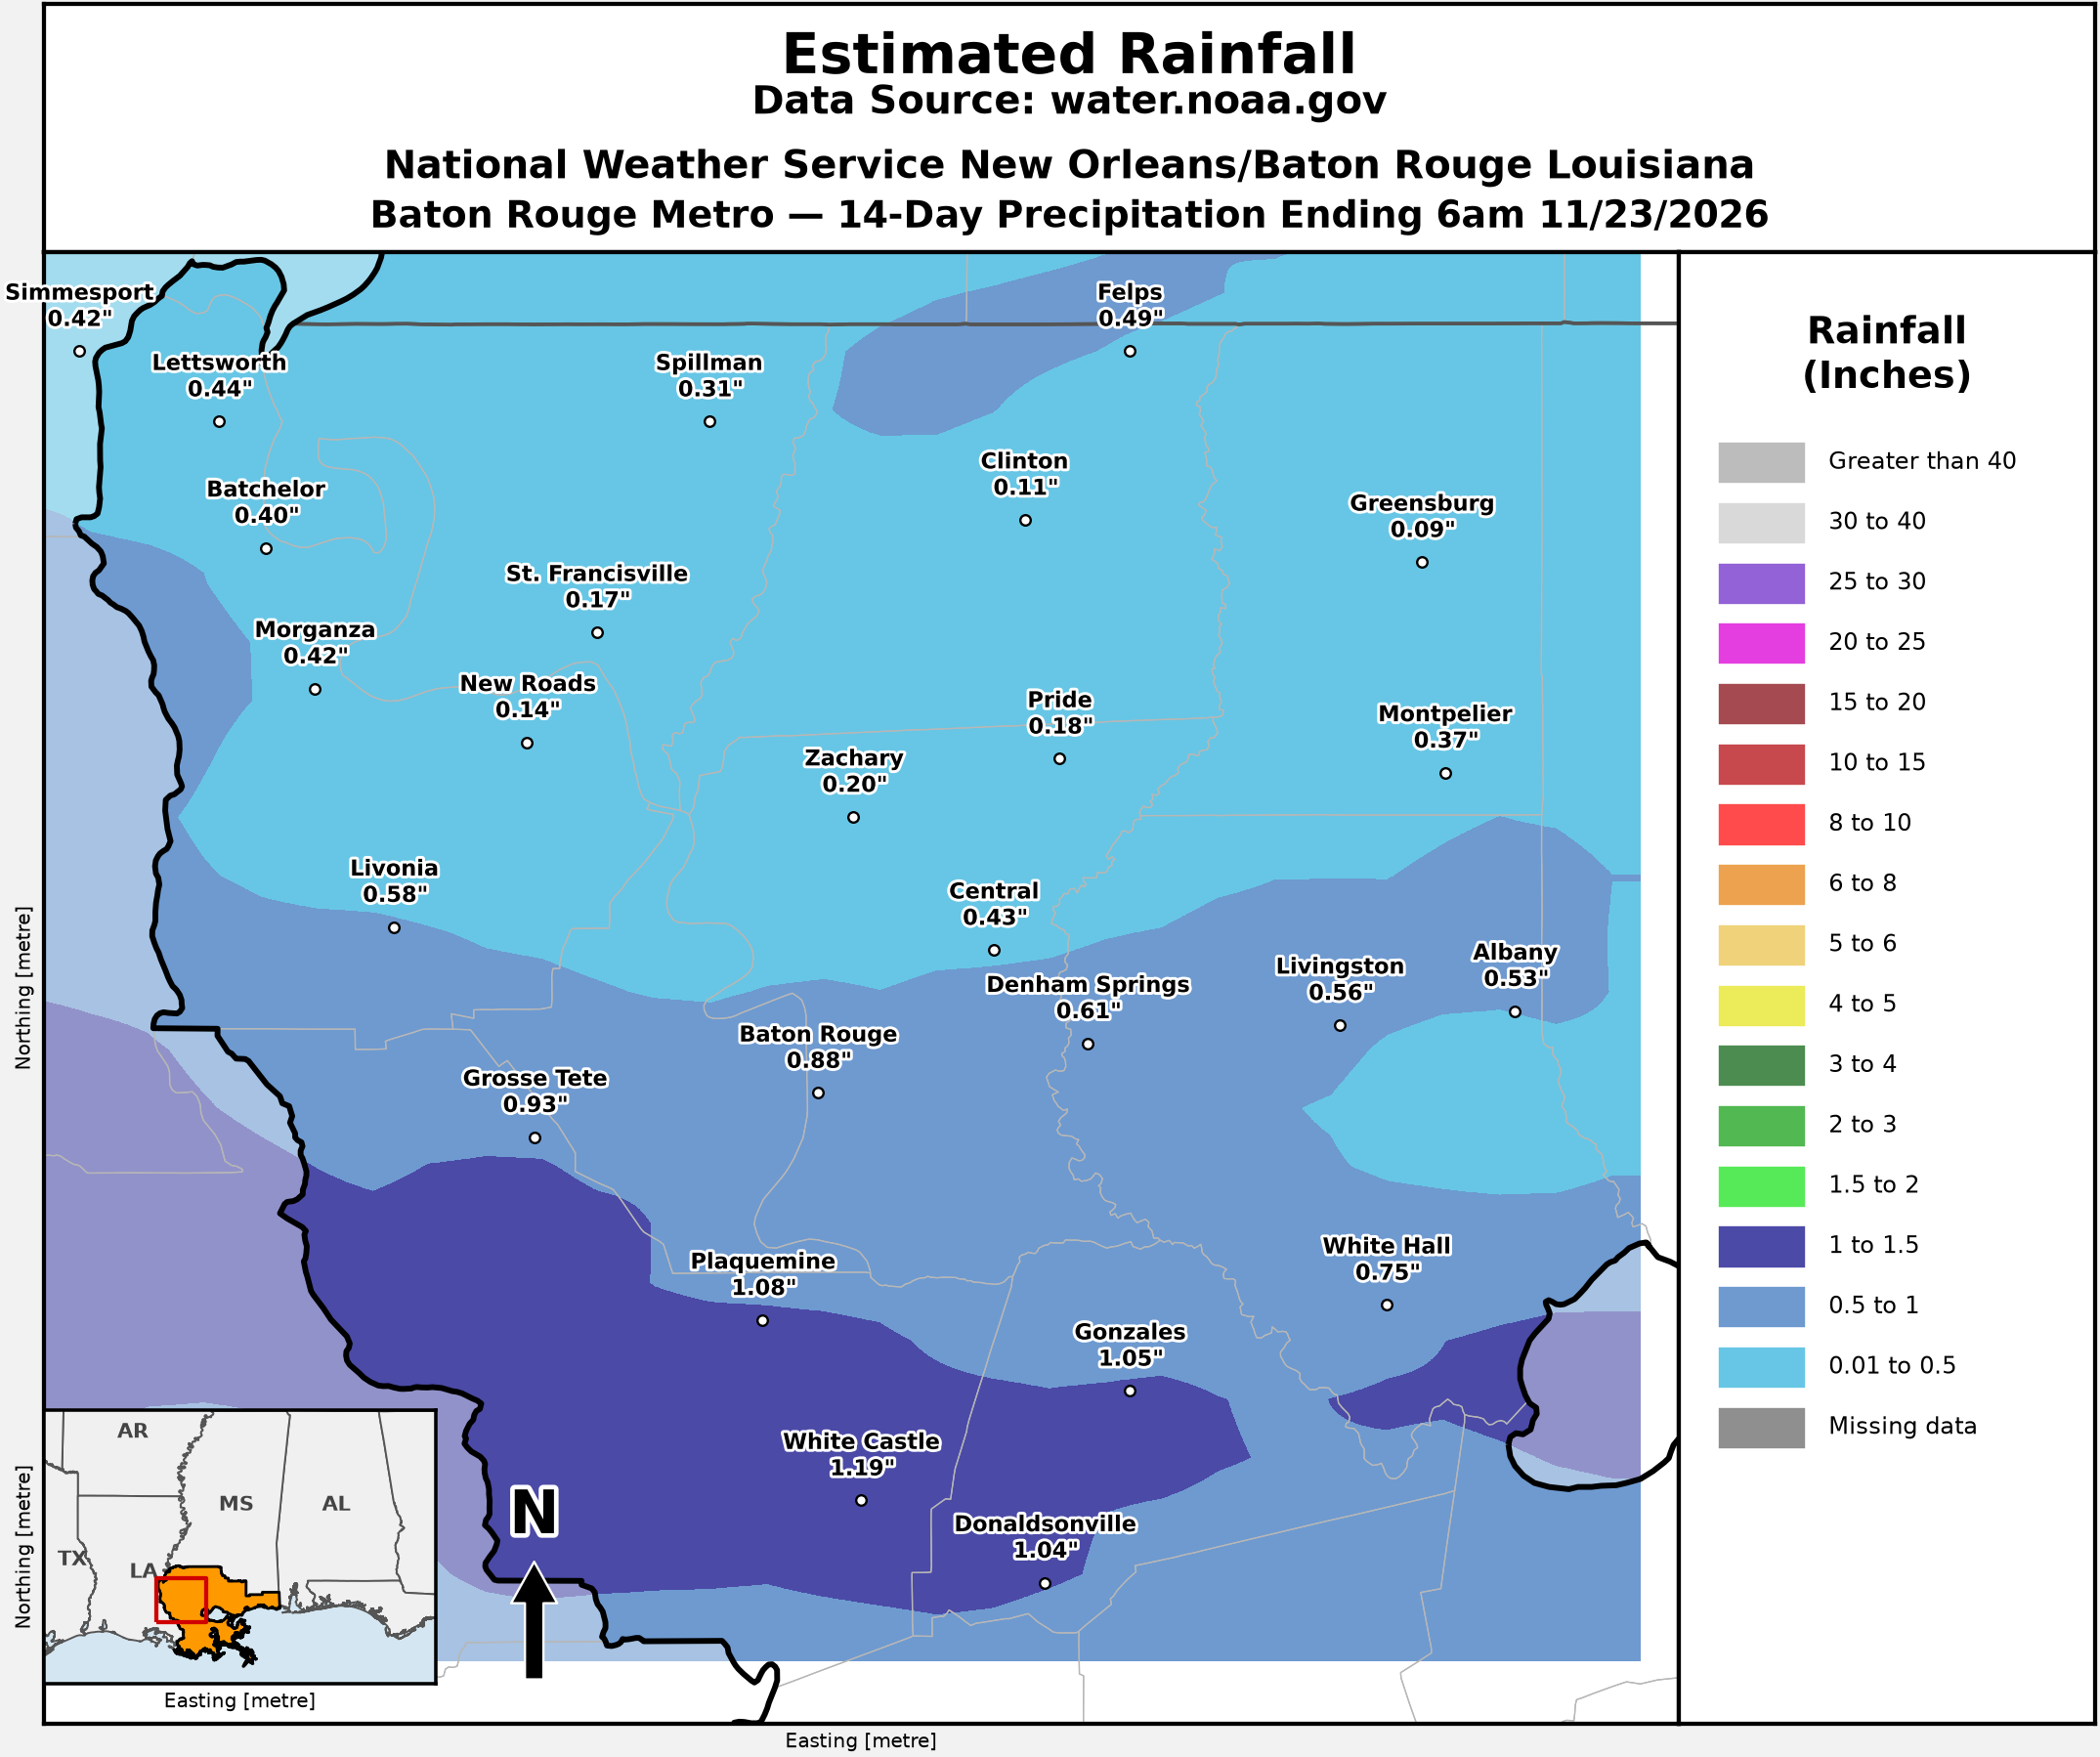 Estimated Rainfall
Data Source: water.noaa.gov
National Weather Service New Orleans/Baton Rouge Louisiana
Baton Rouge Metro — 14-Day Precipitation Ending 6am 11/23/2026
Simmesport
0.42"
Felps
0.49"
Lettsworth
0.44"
Spillman
0.31"
Clinton
0.11"
Batchelor
0.40"
Greensburg
0.09"
St. Francisville
0.17"
Morganza
0.42"
New Roads
0.14"
Pride
0.18"
Montpelier
0.37"
Zachary
0.20"
Livonia
0.58"
Central
0.43"
Albany
0.53"
Livingston
0.56"
Denham Springs
0.61"
Baton Rouge
0.88"
Grosse Tete
0.93"
White Hall
0.75"
Plaquemine
1.08"
Gonzales
1.05"
White Castle
1.19"
Donaldsonville
1.04"
N
Rainfall
(Inches)
Greater than 40
30 to 40
25 to 30
20 to 25
15 to 20
10 to 15
8 to 10
6 to 8
5 to 6
4 to 5
3 to 4
2 to 3
1.5 to 2
1 to 1.5
0.5 to 1
0.01 to 0.5
Missing data
AR
MS
AL
TX
LA
Northing [metre]
Northing [metre]
Easting [metre]
Easting [metre]